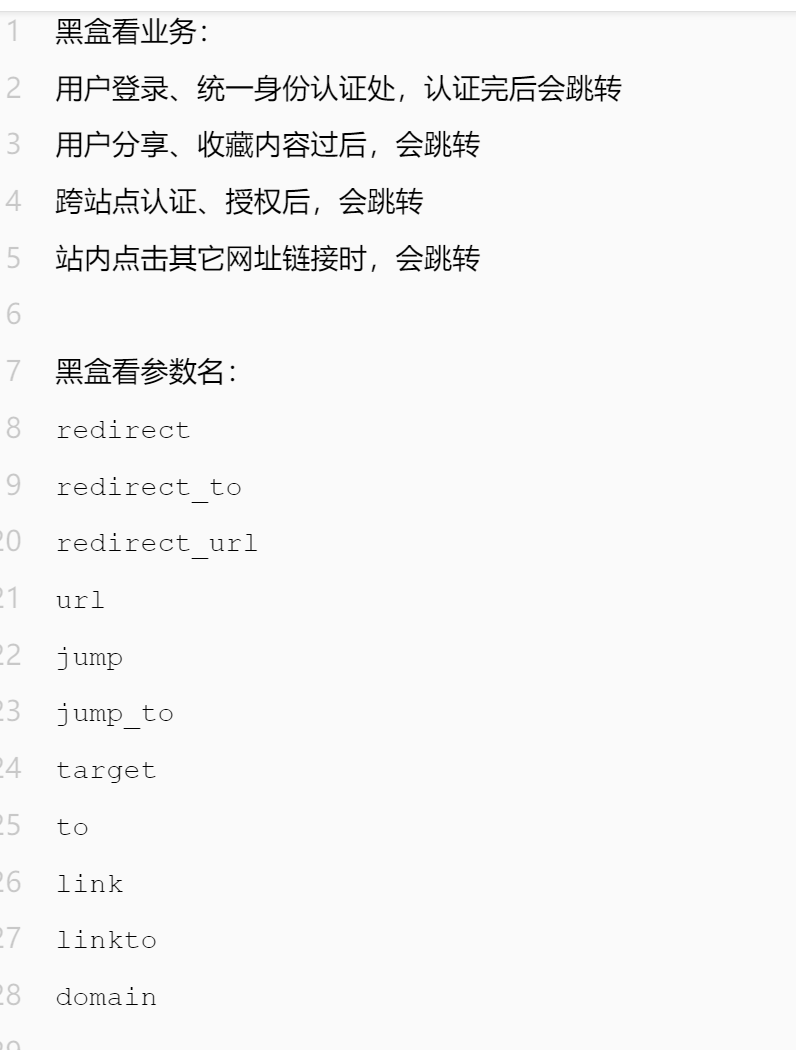 1 黑盒看业务：
2 用户登录、统一身份认证处，认证完后会跳转
3 用户分享、收藏内容过后，会跳转
4 跨站点认证、授权后，会跳转
5 站内点击其它网址链接时，会跳转
6
7 黑盒看参数名：
8 redirect
9 redirect_to
20 redirect_url
21 url
22 jump
23 jump_to
24 target
25 to
26 link
27 linkto
28 domain